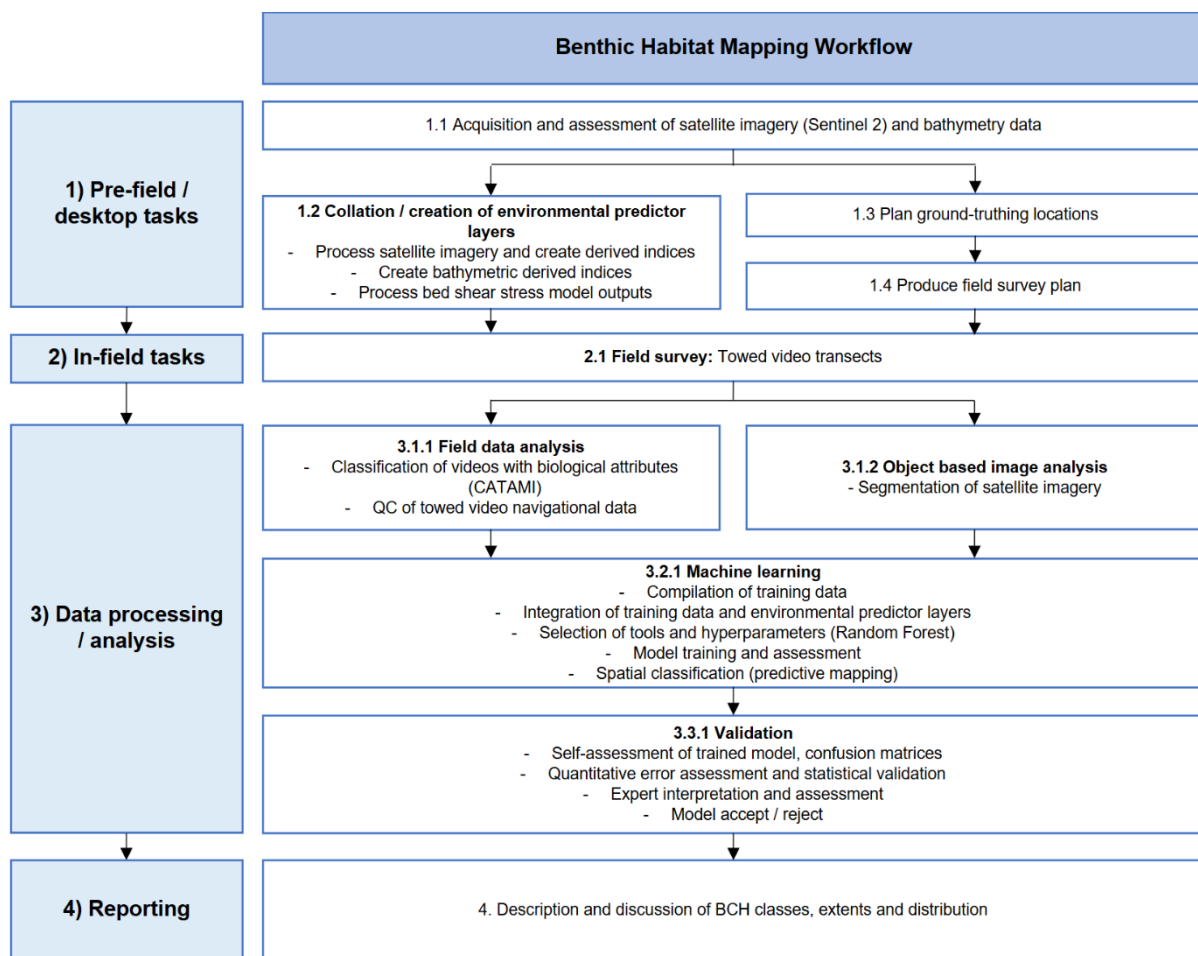 Benthic Habitat Mapping Workflow
1) Pre-field /
desktop tasks
1.1 Acquisition and assessment of satellite imagery (Sentinel 2) and bathymetry data
1.2 Collation / creation of environmental predictor
layers
- Process satellite imagery and create derived indices
- Create bathymetric derived indices
- Process bed shear stress model outputs
1.3 Plan ground-truthing locations
1.4 Produce field survey plan
2) In-field tasks
2.1 Field survey: Towed video transects
3) Data processing
/ analysis
3.1.1 Field data analysis
- Classification of videos with biological attributes
(CATAMI)
- QC of towed video navigational data
3.1.2 Object based image analysis
- Segmentation of satellite imagery
3.2.1 Machine learning
- Compilation of training data
- Integration of training data and environmental predictor layers
- Selection of tools and hyperparameters (Random Forest)
- Model training and assessment
- Spatial classification (predictive mapping)
3.3.1 Validation
- Self-assessment of trained model, confusion matrices
- Quantitative error assessment and statistical validation
- Expert interpretation and assessment
- Model accept / reject
4) Reporting
4. Description and discussion of BCH classes, extents and distribution